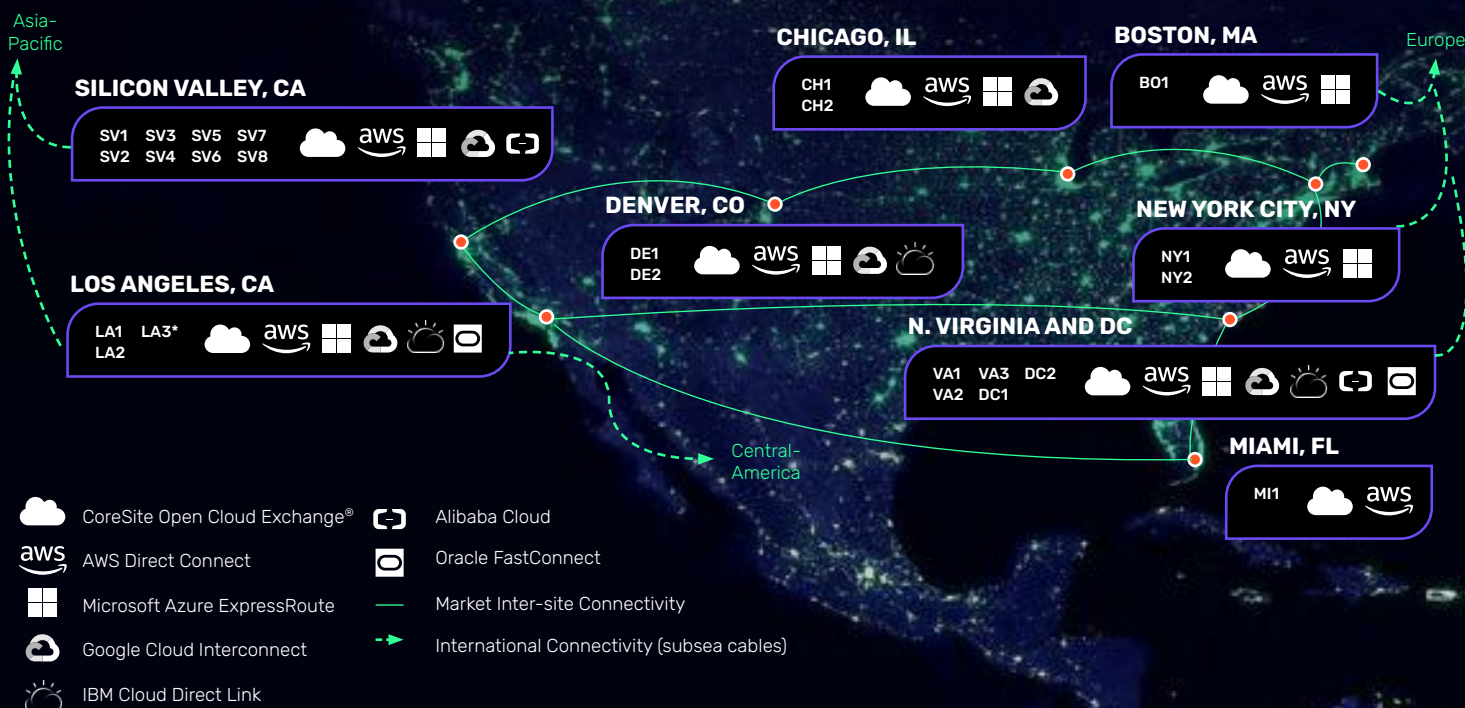 Asia-
Pacific
SILICON VALLEY, CA
SV1 SV3 SV5 SV7
SV2 SV4 SV6 SV8
aws
CHICAGO, IL
CH1
CH2
aws
BOSTON, MA
BO1
aws
Europe
DENVER, CO
DE1
DE2
aws
NEW YORK CITY, NY
NY1
NY2
aws
LOS ANGELES, CA
LA1 LA3*
LA2
aws
N. VIRGINIA AND DC
VA1 VA3 DC2
VA2 DC1
aws
Central-
America
MIAMI, FL
MI1
aws
CoreSite Open Cloud Exchange®
aws AWS Direct Connect
Microsoft Azure ExpressRoute
Google Cloud Interconnect
IBM Cloud Direct Link
Alibaba Cloud
Oracle FastConnect
Market Inter-site Connectivity
International Connectivity (subsea cables)